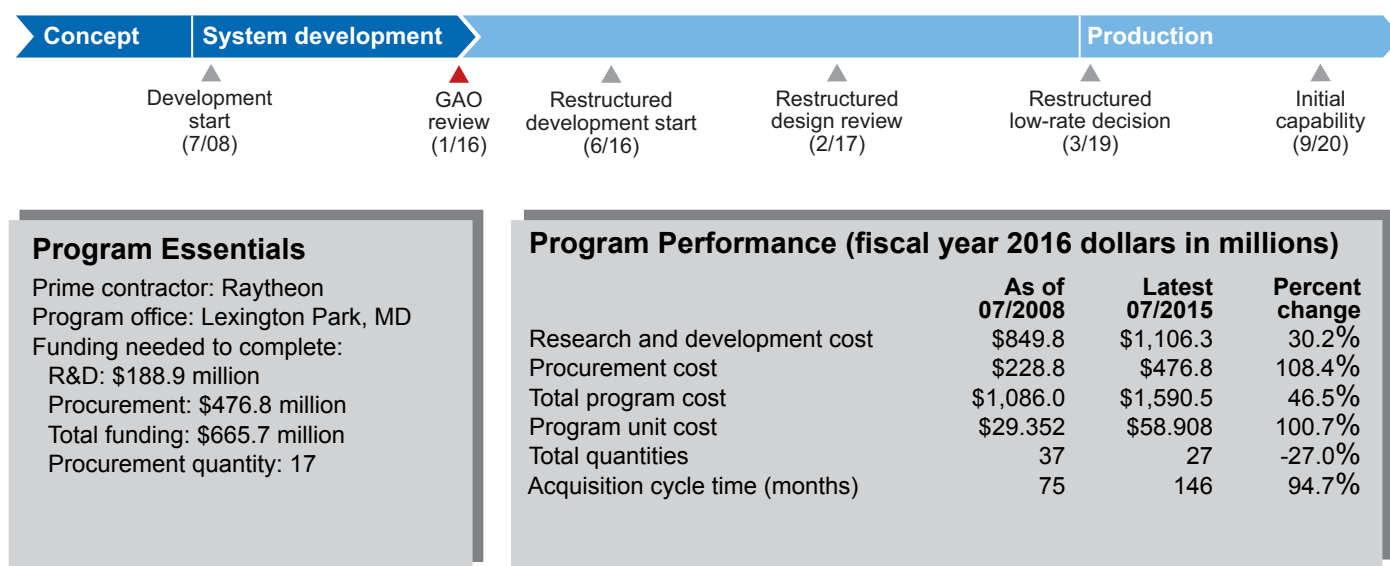 Concept
System development
Production
Development
start
(7/08)
GAO
review
(1/16)
Restructured
development start
(6/16)
Restructured
design review
(2/17)
Restructured
low-rate decision
(3/19)
Initial
capability
(9/20)
Program Essentials
Prime contractor: Raytheon
Program office: Lexington Park, MD
Funding needed to complete:
R&D: $188.9 million
Procurement: $476.8 million
Total funding: $665.7 million
Procurement quantity: 17
Program Performance (fiscal year 2016 dollars in millions)
As of Latest Percent
07/2008 07/2015 change
Research and development cost $849.8 $1,106.3 30.2%
Procurement cost $228.8 $476.8 108.4%
Total program cost $1,086.0 $1,590.5 46.5%
Program unit cost $29.352 $58.908 100.7%
Total quantities 37 27 -27.0%
Acquisition cycle time (months) 75 146 94.7%